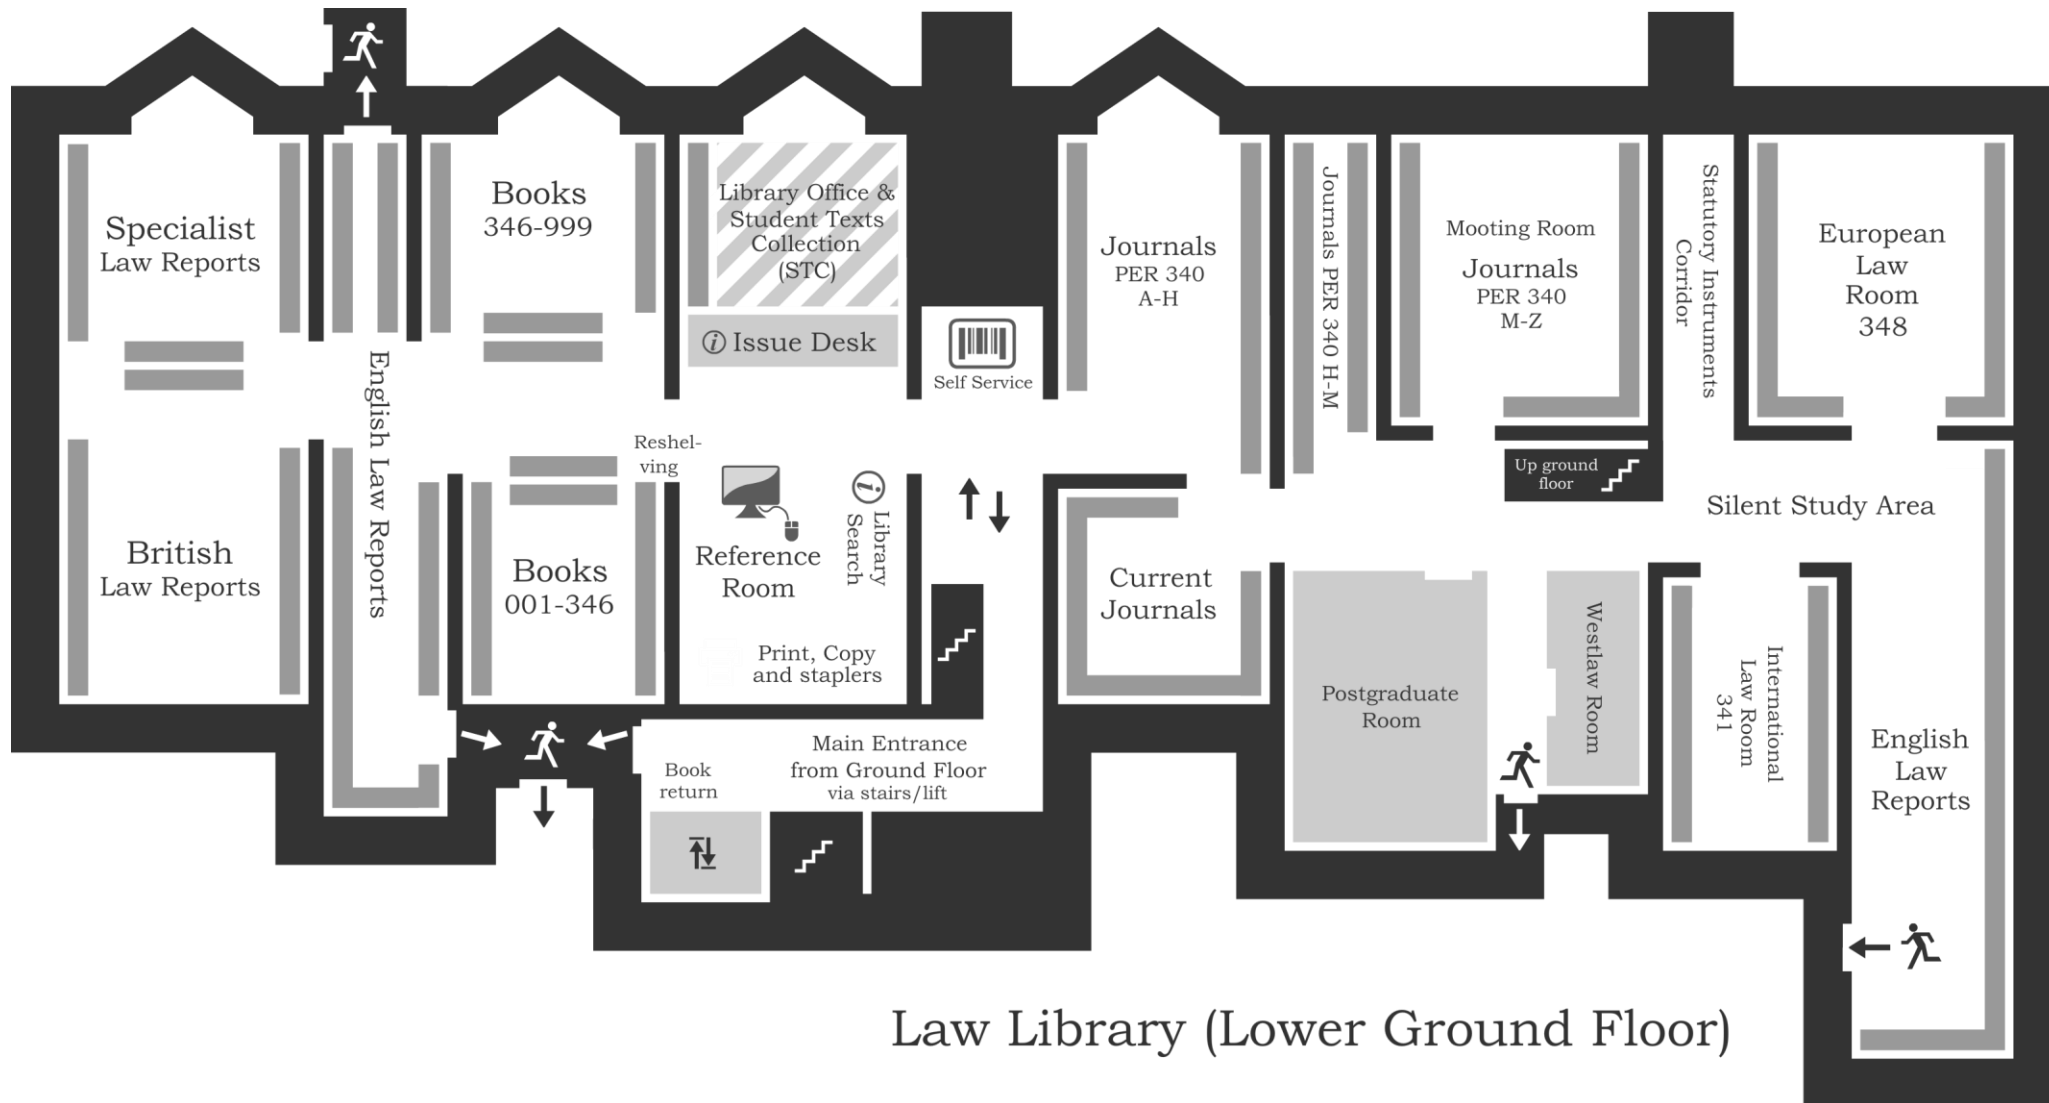 Specialist
Law Reports
British
Law Reports
English Law Reports
Books
346-999
Books
001-346
Reshel-
ving
Library Office &
Student Texts
Collection
(STC)
i Issue Desk
Self Service
i
Library
Search
Reference
Room
Print, Copy
and staplers
Main Entrance
from Ground Floor
via stairs/lift
Book
return
Journals
PER 340
A-H
Current
Journals
Journals PER 340 H-M
Mooting Room
Journals
PER 340
M-Z
Up ground
floor
Statutory Instruments
Corridor
European
Law
Room
348
Silent Study Area
Postgraduate
Room
Westlaw Room
International
Law Room
341
English
Law
Reports
Law Library (Lower Ground Floor)